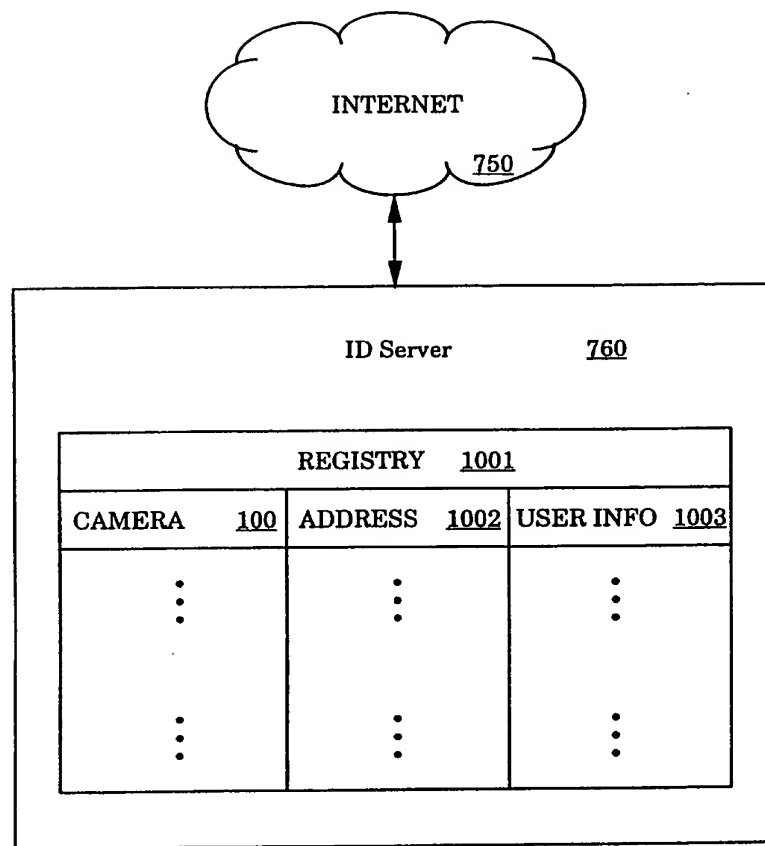 INTERNET
750
ID Server 760
REGISTRY 1001
CAMERA 100 ADDRESS 1002 USER INFO 1003